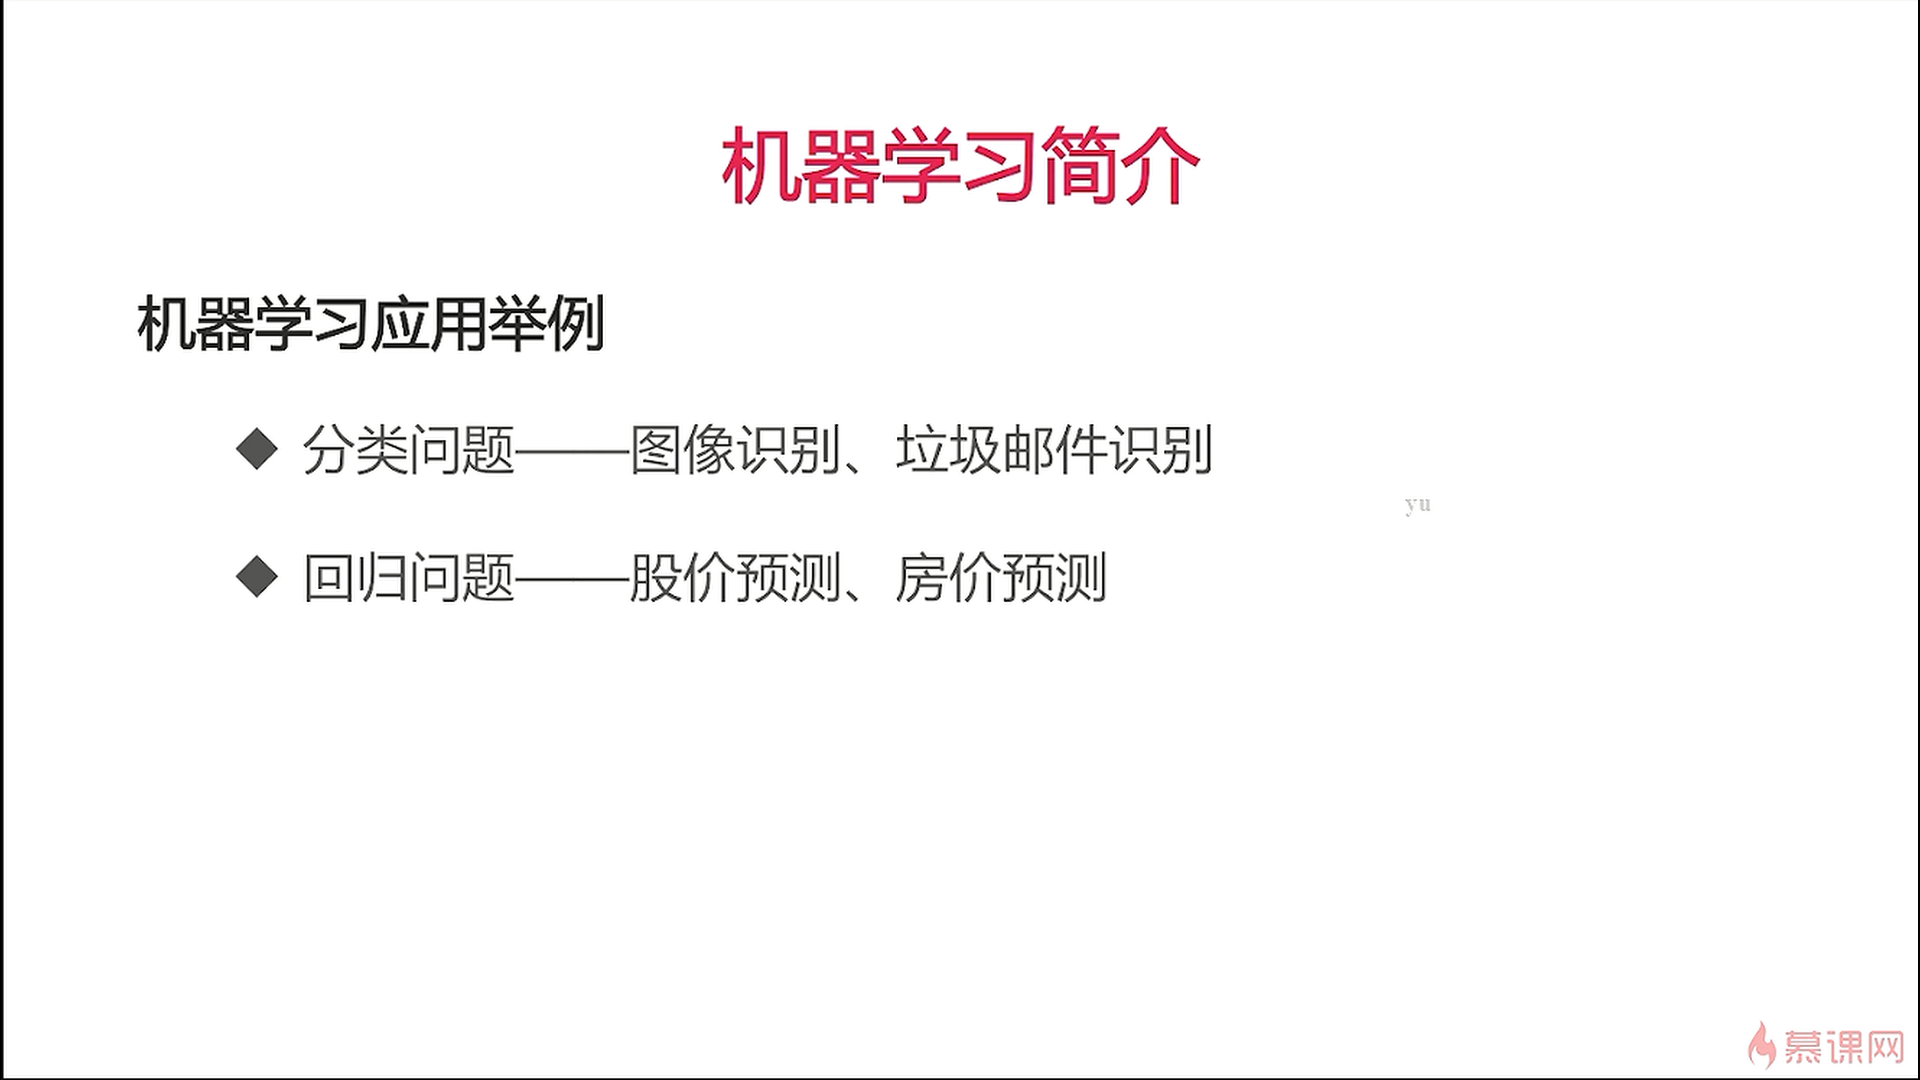 机器学习简介
机器学习应用举例
◆ 分类问题——图像识别、垃圾邮件识别
yu
◆ 回归问题——股价预测、房价预测
慕课网